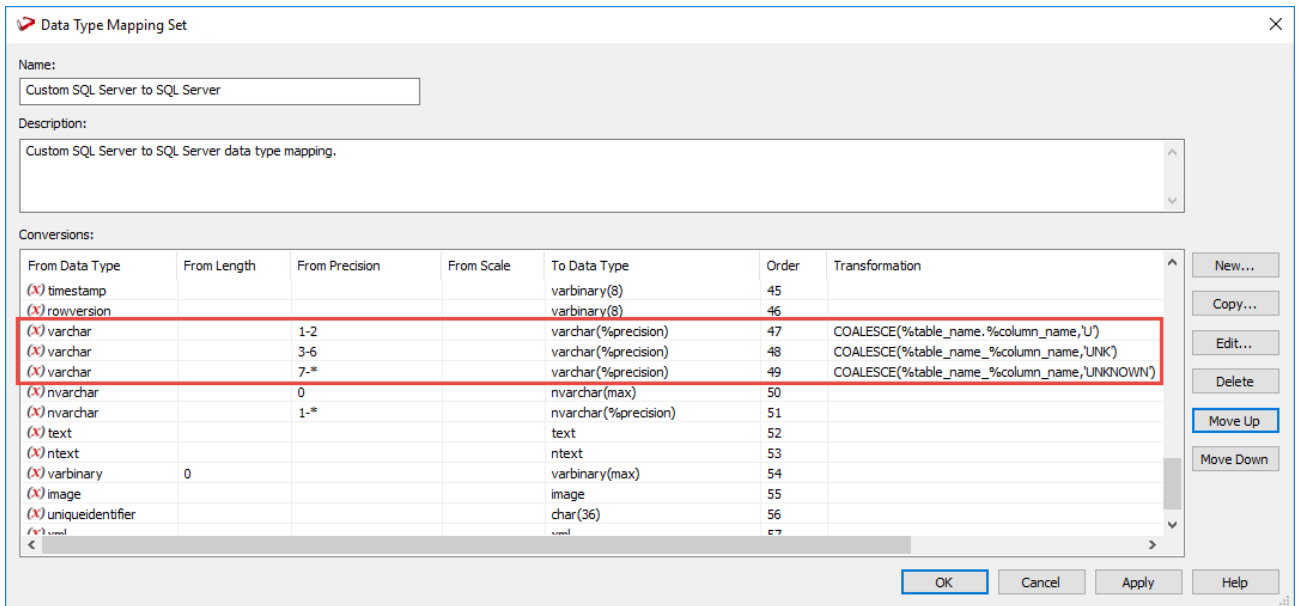 Data Type Mapping Set
Name:
Custom SQL Server to SQL Server
Description:
Custom SQL Server to SQL Server data type mapping.
Conversions:
From Data Type From Length From Precision From Scale To Data Type Order Transformation
(x) timestamp varbinary(8) 45
(x) rowversion varbinary(8) 46
(x) varchar 1-2 varchar(%precision) 47 COALESCE(%table_name.%column_name,'U')
(x) varchar 3-6 varchar(%precision) 48 COALESCE(%table_name_%column_name,'UNK')
(x) varchar 7-* varchar(%precision) 49 COALESCE(%table_name_%column_name,'UNKNOWN')
(x) nvarchar 0 nvarchar(max) 50
(x) nvarchar 1-* nvarchar(%precision) 51
(x) text text 52
(x) ntext ntext 53
(x) varbinary 0 varbinary(max) 54
(x) image image 55
(x) uniqueidentifier char(36) 56
(x) xml xml 57
New...
Copy...
Edit...
Delete
Move Up
Move Down
OK Cancel Apply Help